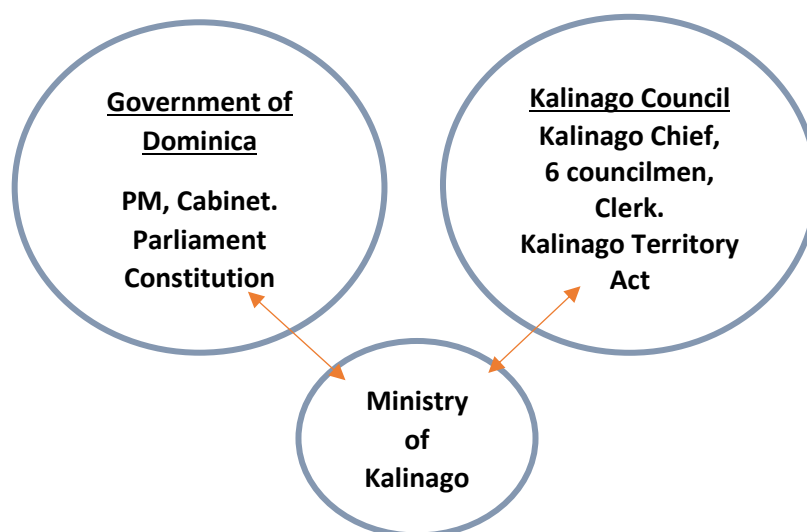 Government of
Dominica
PM, Cabinet.
Parliament
Constitution
Kalinago Council
Kalinago Chief,
6 councilmen,
Clerk.
Kalinago Territory
Act
Ministry
of
Kalinago